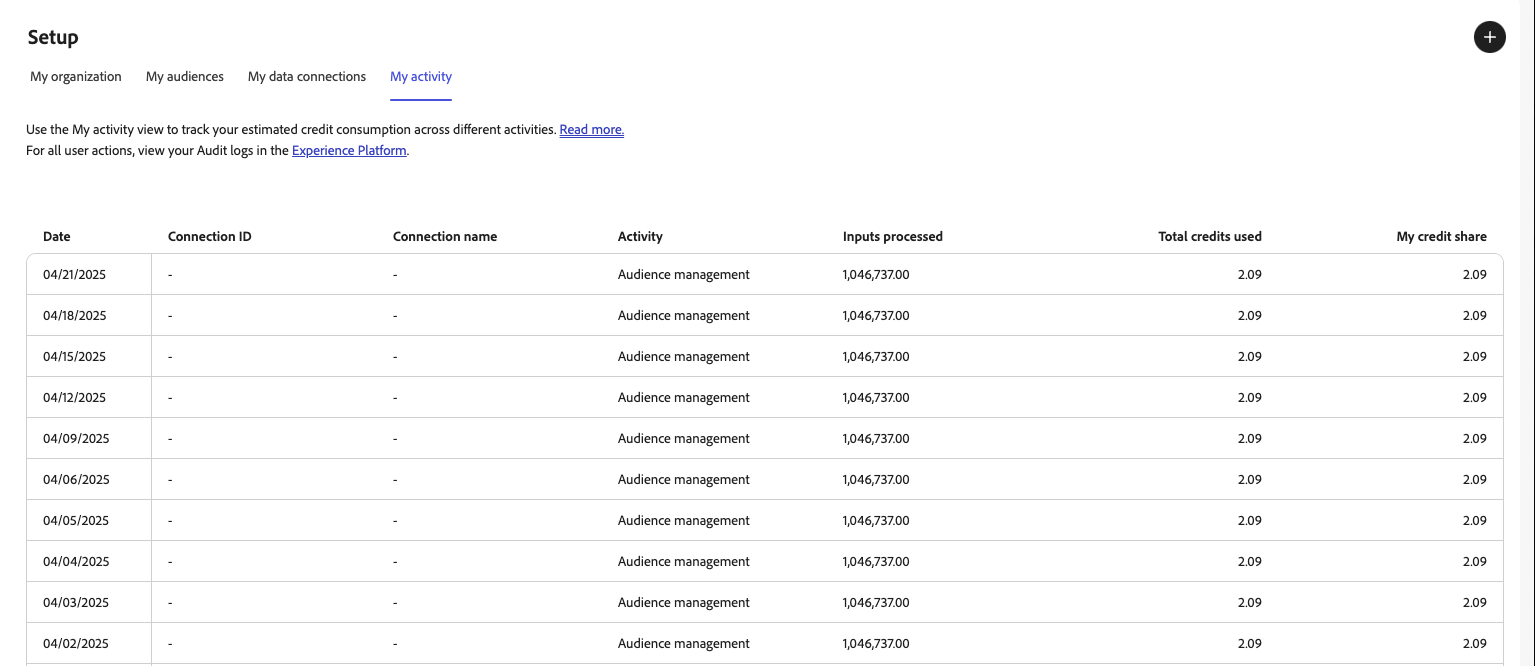 Setup
My organization My audiences My data connections My activity
Use the My activity view to track your estimated credit consumption across different activities. Read more.
For all user actions, view your Audit logs in the Experience Platform.
Date Connection ID Connection name Activity Inputs processed Total credits used My credit share
04/21/2025 - - Audience management 1,046,737.00 2.09 2.09
04/18/2025 - - Audience management 1,046,737.00 2.09 2.09
04/15/2025 - - Audience management 1,046,737.00 2.09 2.09
04/12/2025 - - Audience management 1,046,737.00 2.09 2.09
04/09/2025 - - Audience management 1,046,737.00 2.09 2.09
04/06/2025 - - Audience management 1,046,737.00 2.09 2.09
04/05/2025 - - Audience management 1,046,737.00 2.09 2.09
04/04/2025 - - Audience management 1,046,737.00 2.09 2.09
04/03/2025 - - Audience management 1,046,737.00 2.09 2.09
04/02/2025 - - Audience management 1,046,737.00 2.09 2.09